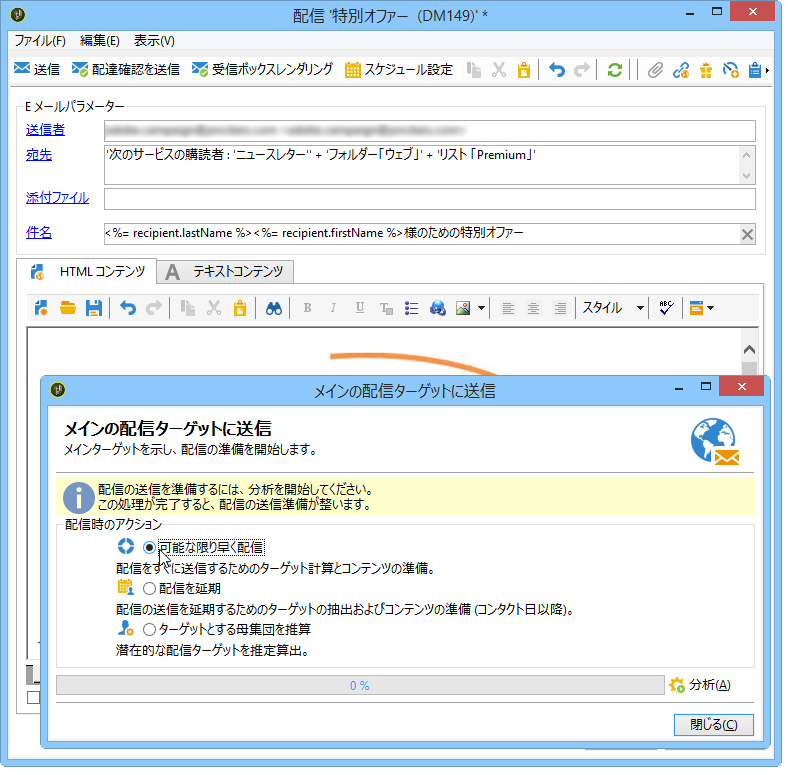 配信 '特別オファー（DM149）' *
ファイル(F) 編集(E) 表示(V)
送信 配達確認を送信 受信ボックスレンダリング スケジュール設定
E メールパラメーター
送信者
宛先 '次のサービスの購読者 : 'ニュースレター'' + 'フォルダー「ウェブ」' + 'リスト「Premium」'
添付ファイル
件名 <%= recipient.lastName %><%= recipient.firstName %>様のための特別オファー
HTML コンテンツ A テキストコンテンツ
B I U T スタイル ABC
メインの配信ターゲットに送信
メインの配信ターゲットに送信
メインターゲットを示し、配信の準備を開始します。
配信の送信を準備するには、分析を開始してください。
この処理が完了すると、配信の送信準備が整います。
配信時のアクション
可能な限り早く配信
配信をすぐに送信するためのターゲット計算とコンテンツの準備。
配信を延期
配信の送信を延期するためのターゲットの抽出およびコンテンツの準備 (コンタクト日以降)。
ターゲットとする母集団を推算
潜在的な配信ターゲットを推定算出。
0 % 分析(A)
閉じる(C)